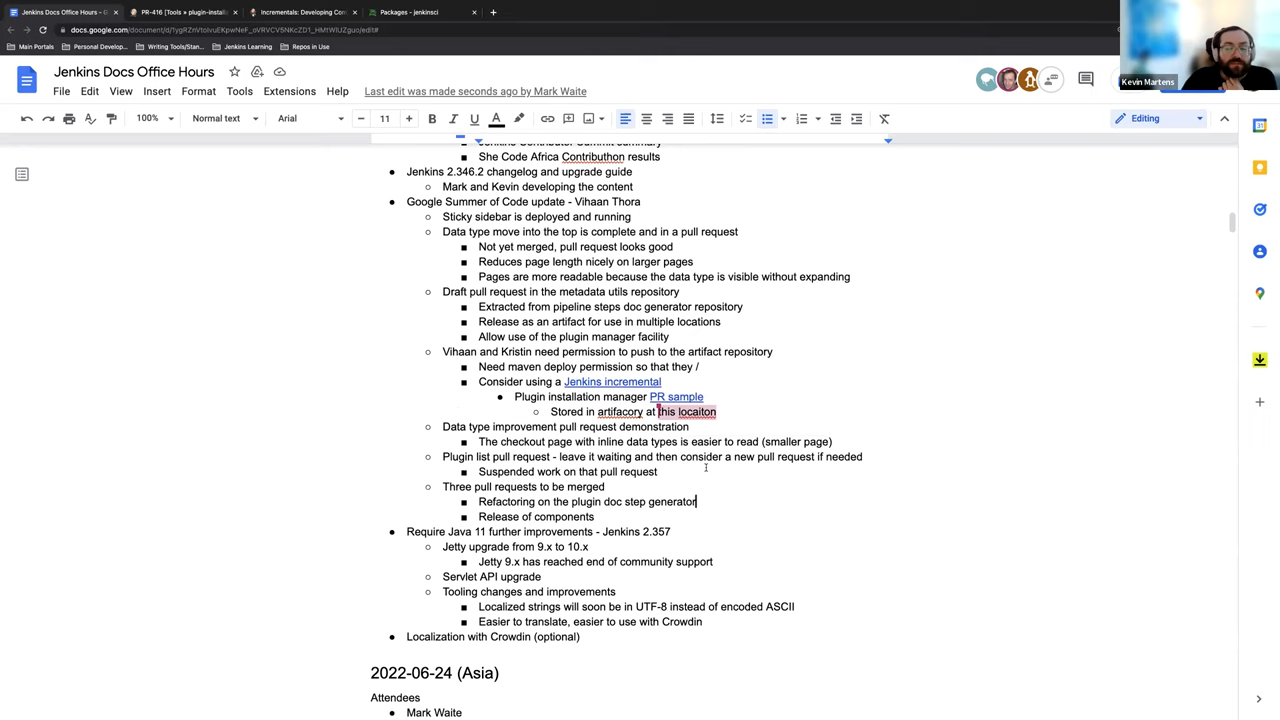 Jenkins Docs Office Hours - G
PR-416 [Tools » plugin-install
Incrementals: Developing Con
Packages - jenkinsci
docs.google.com/document/d/1ygRZnVtoIvuEKpwNeF_oVRVCV5NKcZD1_HMtWIUZguo/edit#
Main Portals
Personal Develop...
Writing Tools/Stan...
Jenkins Learning
Repos in Use
Kevin Martens
Jenkins Docs Office Hours
File Edit View Insert Format Tools Extensions Help
Last edit was made seconds ago by Mark Waite
100% Normal text Arial 11
Editing
Jenkins Contributor Summit summary
She Code Africa Contributhon results
Jenkins 2.346.2 changelog and upgrade guide
Mark and Kevin developing the content
Google Summer of Code update - Vihaan Thora
Sticky sidebar is deployed and running
Data type move into the top is complete and in a pull request
Not yet merged, pull request looks good
Reduces page length nicely on larger pages
Pages are more readable because the data type is visible without expanding
Draft pull request in the metadata utils repository
Extracted from pipeline steps doc generator repository
Release as an artifact for use in multiple locations
Allow use of the plugin manager facility
Vihaan and Kristin need permission to push to the artifact repository
Need maven deploy permission so that they /
Consider using a Jenkins incremental
Plugin installation manager PR sample
Stored in artifacory at this locaiton
Data type improvement pull request demonstration
The checkout page with inline data types is easier to read (smaller page)
Plugin list pull request - leave it waiting and then consider a new pull request if needed
Suspended work on that pull request
Three pull requests to be merged
Refactoring on the plugin doc step generator
Release of components
Require Java 11 further improvements - Jenkins 2.357
Jetty upgrade from 9.x to 10.x
Jetty 9.x has reached end of community support
Servlet API upgrade
Tooling changes and improvements
Localized strings will soon be in UTF-8 instead of encoded ASCII
Easier to translate, easier to use with Crowdin
Localization with Crowdin (optional)
2022-06-24 (Asia)
Attendees
Mark Waite